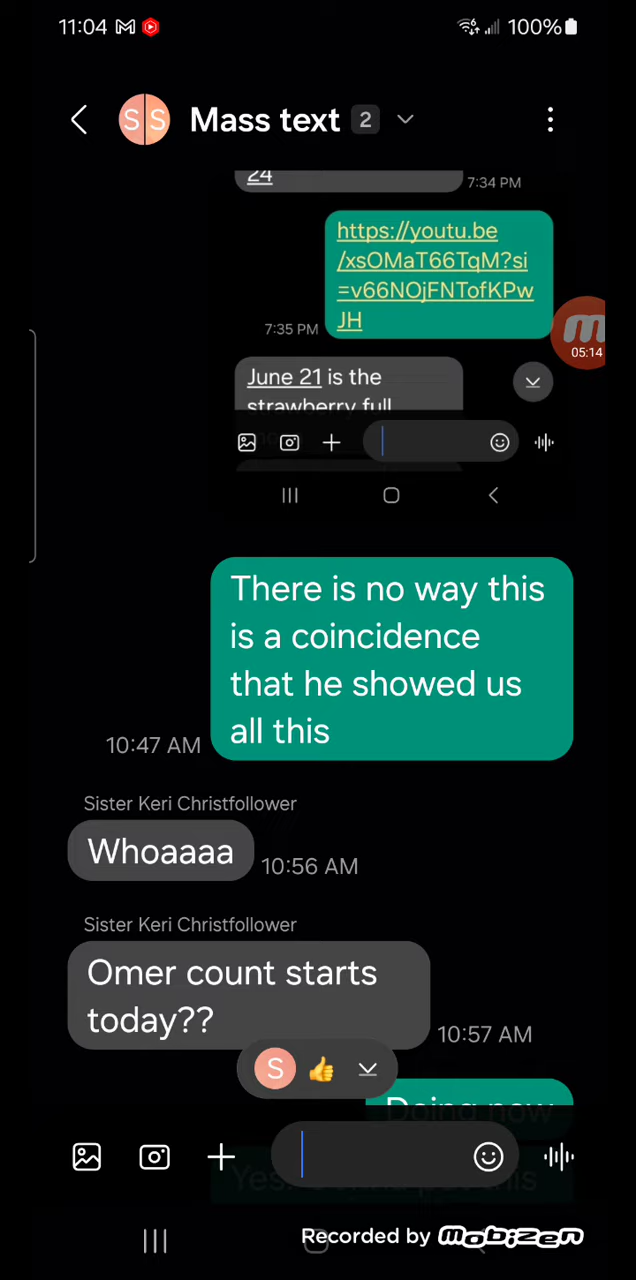 11:04
100%
S S Mass text 2
24
7:34 PM
https://youtu.be
/xsOMaT66TqM?si
=v66NOjFNTofKPw
JH
7:35 PM
05:14
June 21 is the
strawberry full
There is no way this
is a coincidence
that he showed us
all this
10:47 AM
Sister Keri Christfollower
Whoaaaa
10:56 AM
Sister Keri Christfollower
Omer count starts
today??
10:57 AM
S
Doing now
Recorded by mobizen